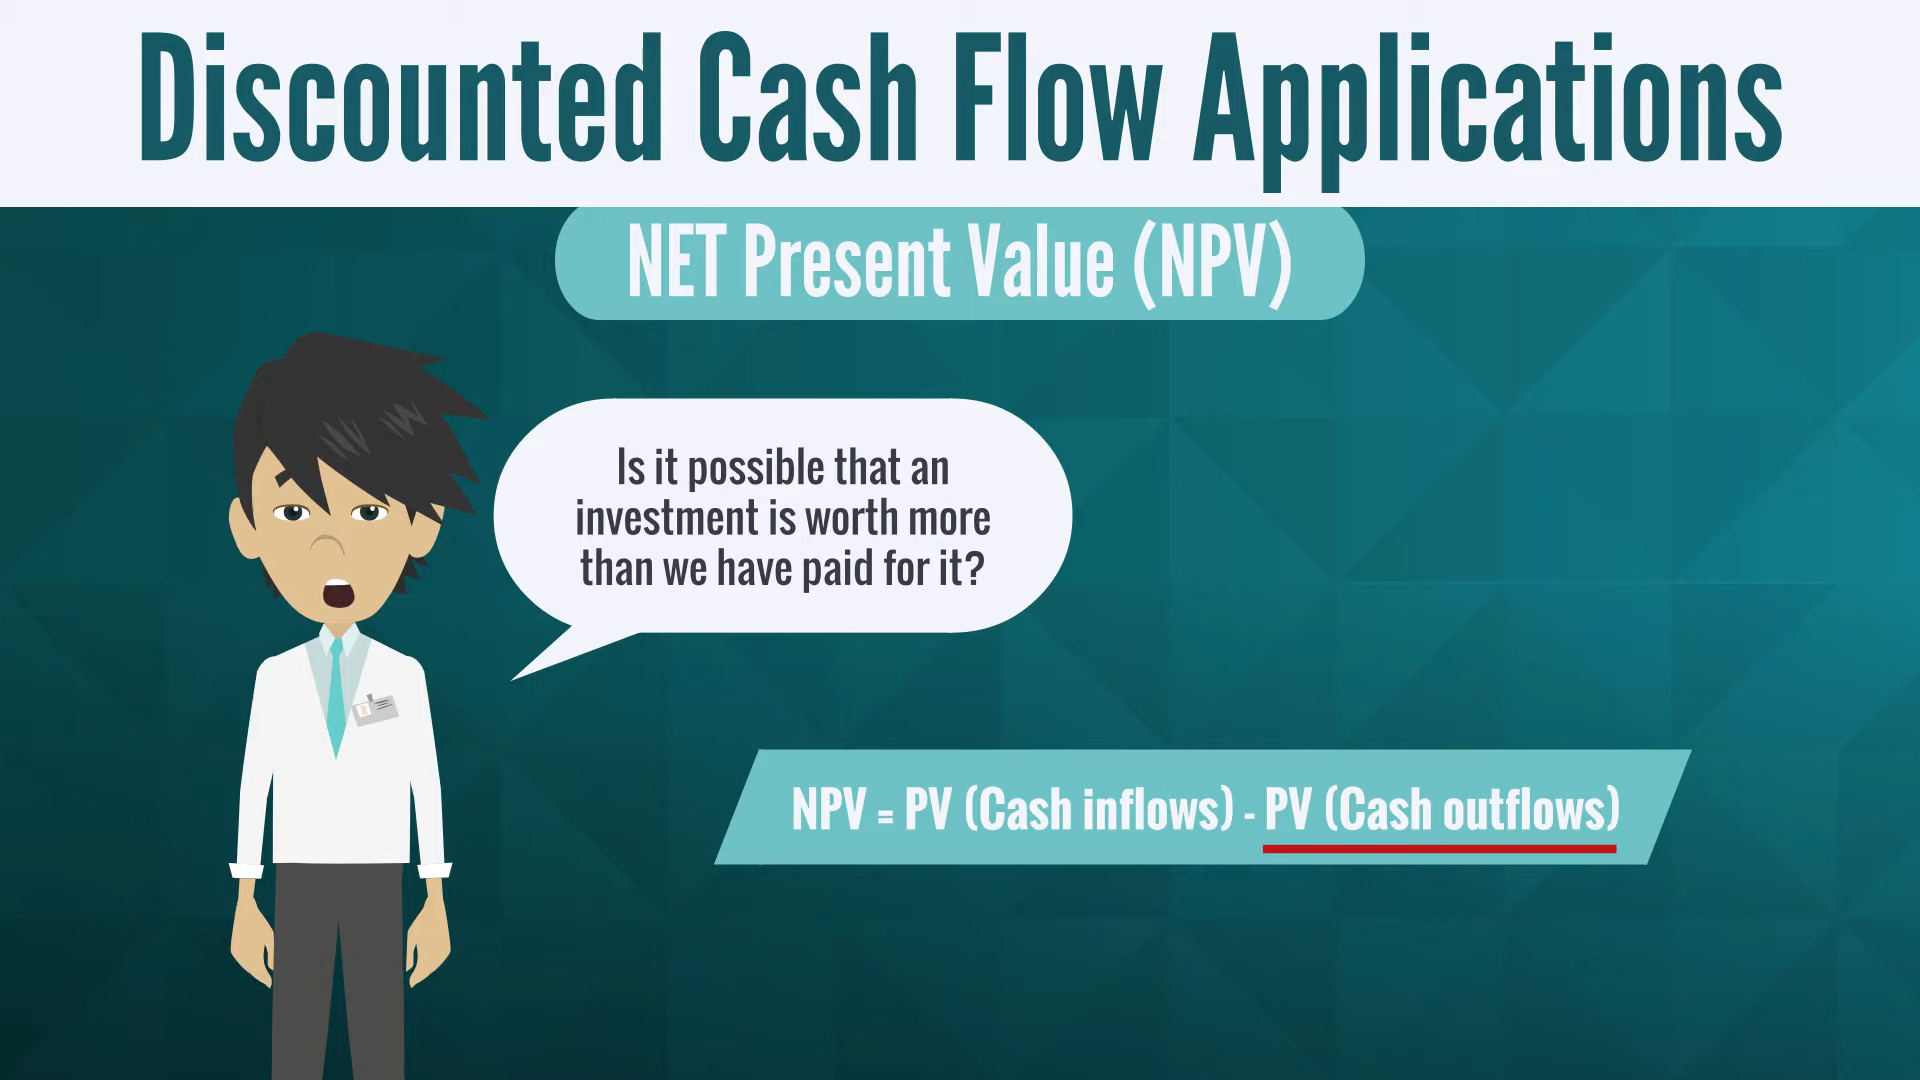 Discounted Cash Flow Applications
NET Present Value (NPV)
Is it possible that an
investment is worth more
than we have paid for it?
NPV = PV (Cash inflows) - PV (Cash outflows)